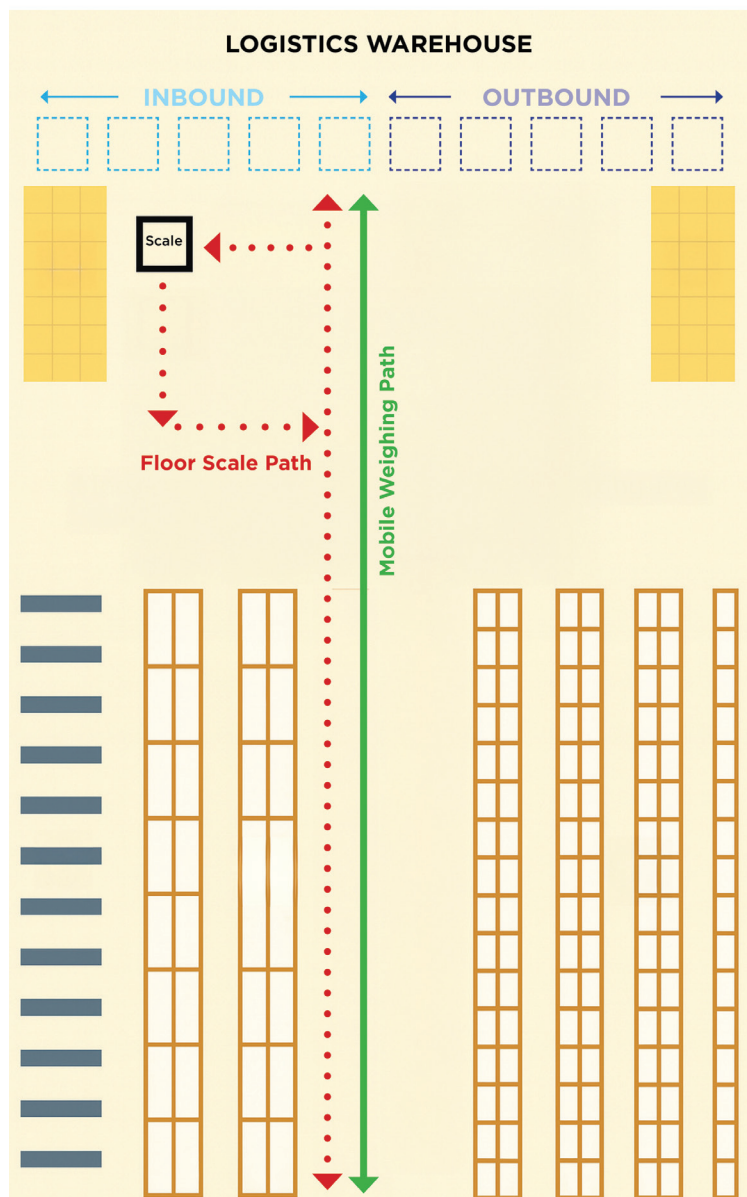 LOGISTICS WAREHOUSE
INBOUND
OUTBOUND
Scale
Mobile Weighing Path
Floor Scale Path